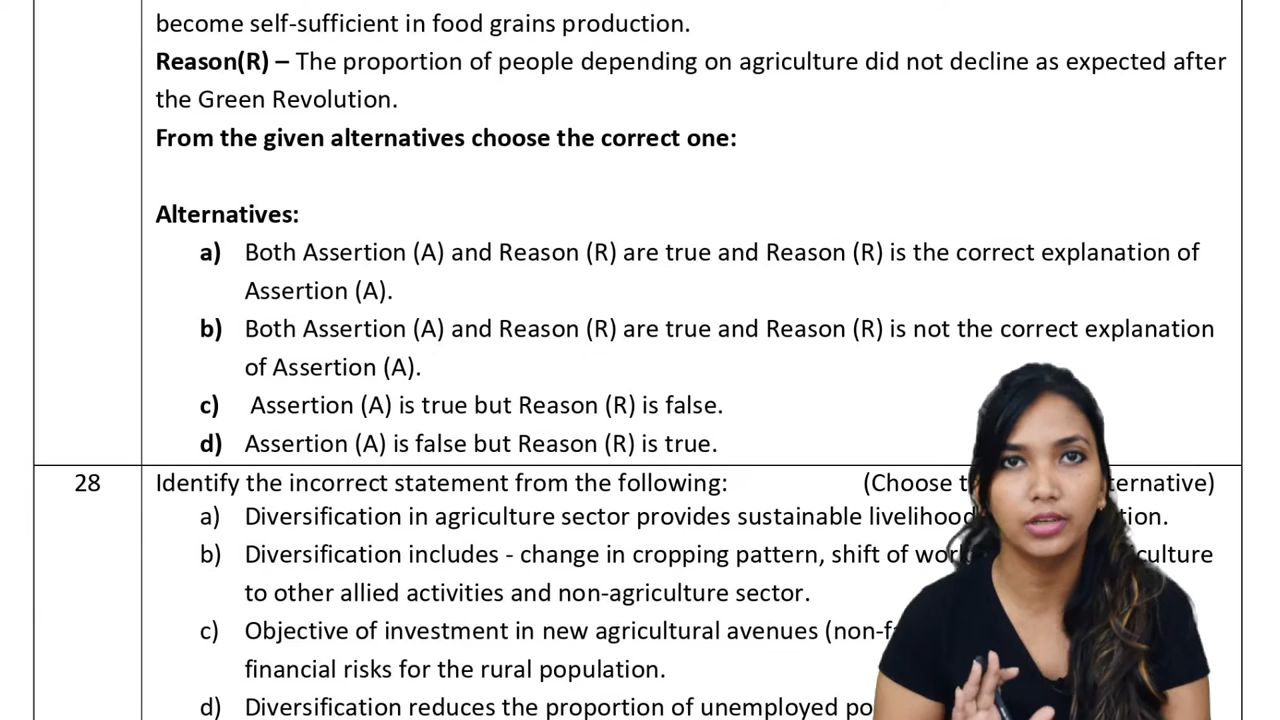 become self-sufficient in food grains production.
Reason(R) – The proportion of people depending on agriculture did not decline as expected after
the Green Revolution.
From the given alternatives choose the correct one:
Alternatives:
a) Both Assertion (A) and Reason (R) are true and Reason (R) is the correct explanation of
Assertion (A).
b) Both Assertion (A) and Reason (R) are true and Reason (R) is not the correct explanation
of Assertion (A).
c) Assertion (A) is true but Reason (R) is false.
d) Assertion (A) is false but Reason (R) is true.
28 Identify the incorrect statement from the following: (Choose
a) Diversification in agriculture sector provides sustainable livelihood
b) Diversification includes - change in cropping pattern, shift of
to other allied activities and non-agriculture sector.
c) Objective of investment in new agricultural avenues
financial risks for the rural population.
d) Diversification reduces the proportion of unemployed